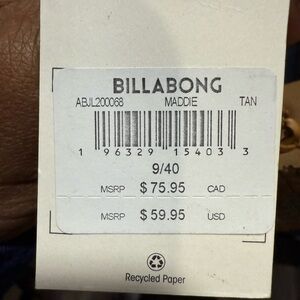 BILLABONG
ABJL200068 MADDIE TAN
1 96329 15403 3
9/40
MSRP $75.95 CAD
MSRP $59.95 USD
Recycled Paper